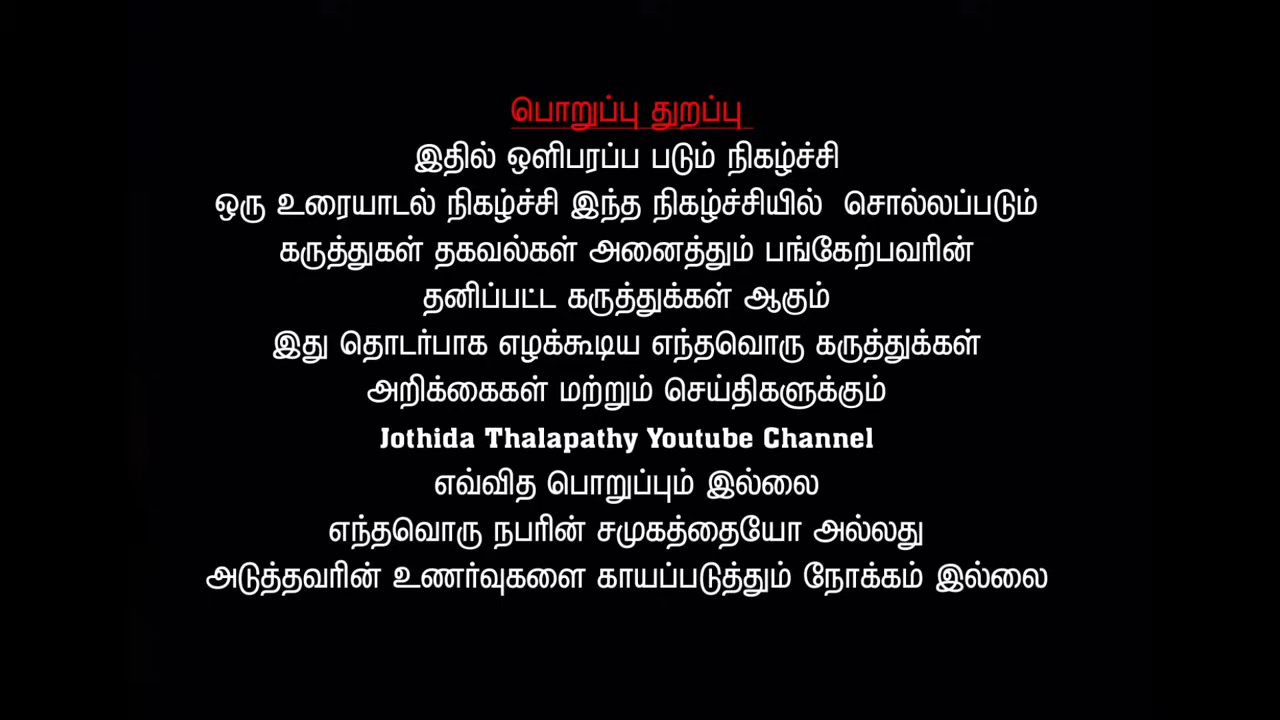 பொறுப்பு துறப்பு
இதில் ஒளிபரப்ப படும் நிகழ்ச்சி
ஒரு உரையாடல் நிகழ்ச்சி இந்த நிகழ்ச்சியில் சொல்லப்படும்
கருத்துகள் தகவல்கள் அனைத்தும் பங்கேற்பவரின்
தனிப்பட்ட கருத்துக்கள் ஆகும்
இது தொடர்பாக எழக்கூடிய எந்தவொரு கருத்துக்கள்
அறிக்கைகள் மற்றும் செய்திகளுக்கும்
Jothida Thalapathy Youtube Channel
எவ்வித பொறுப்பும் இல்லை
எந்தவொரு நபரின் சமுகத்தையோ அல்லது
அடுத்தவரின் உணர்வுகளை காயப்படுத்தும் நோக்கம் இல்லை